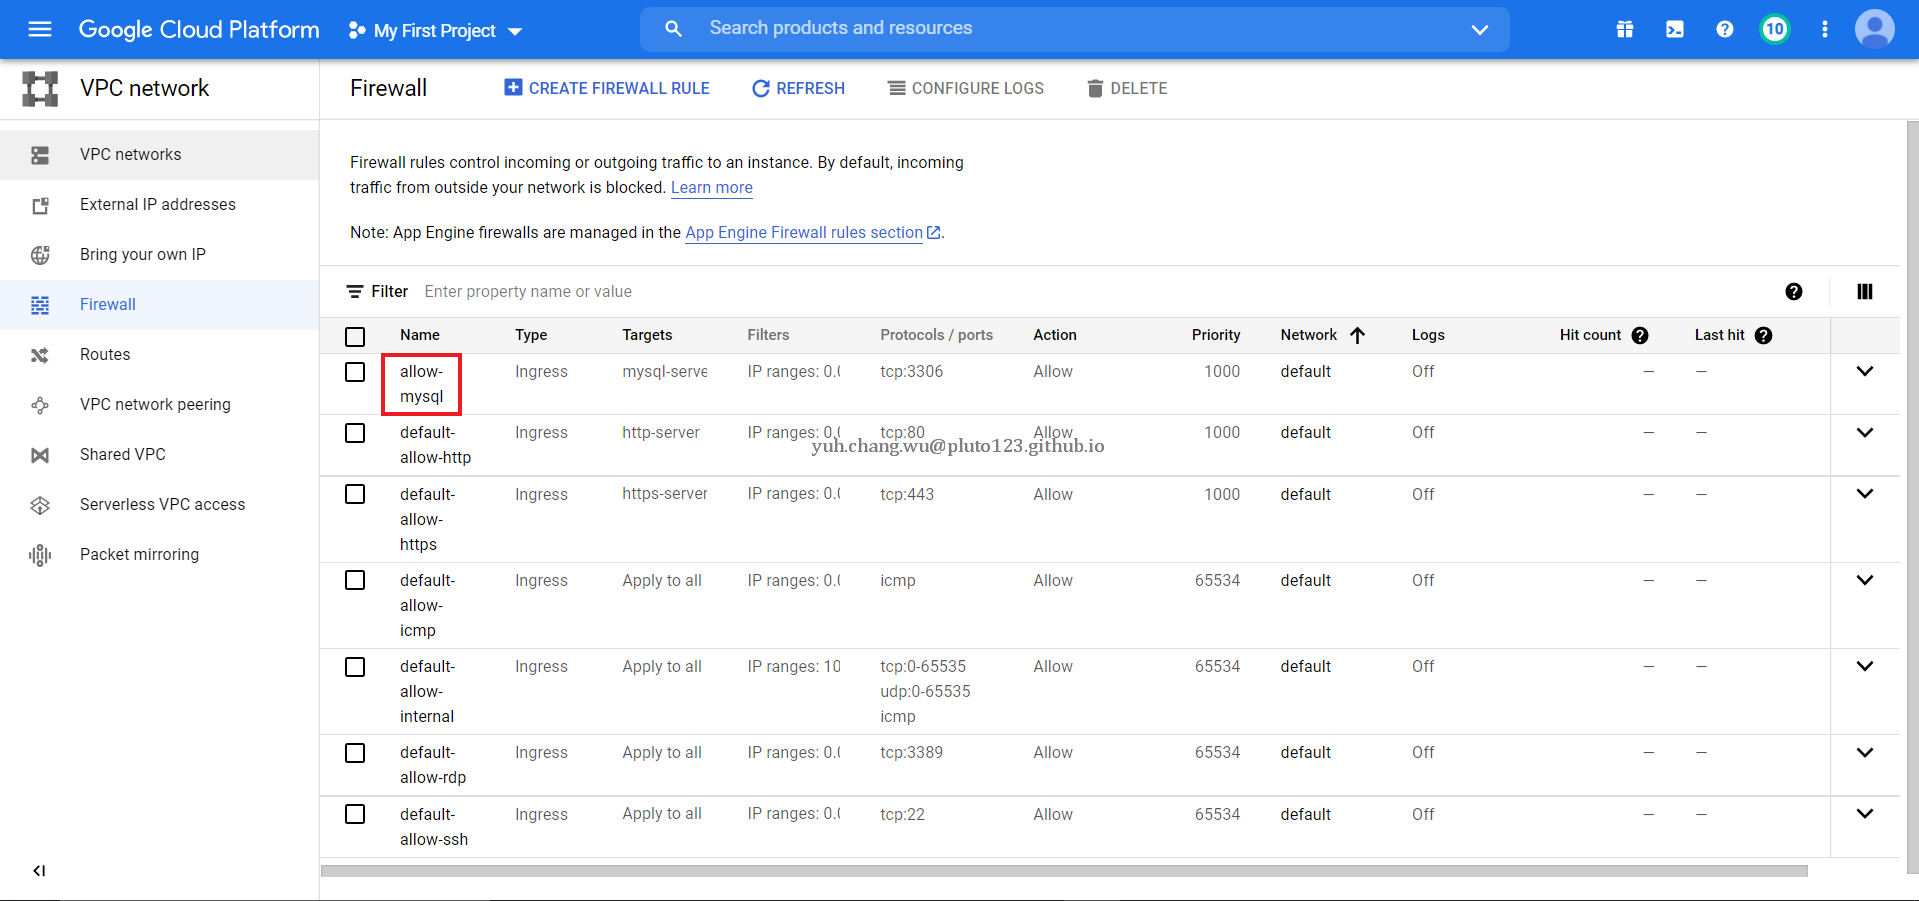 Google Cloud Platform
My First Project
Search products and resources
10
VPC network
Firewall
CREATE FIREWALL RULE
REFRESH
CONFIGURE LOGS
DELETE
VPC networks
External IP addresses
Bring your own IP
Firewall
Routes
VPC network peering
Shared VPC
Serverless VPC access
Packet mirroring
Firewall rules control incoming or outgoing traffic to an instance. By default, incoming
traffic from outside your network is blocked. Learn more
Note: App Engine firewalls are managed in the App Engine Firewall rules section.
Filter Enter property name or value
Name Type Targets Filters Protocols / ports Action Priority Network Logs Hit count Last hit
allow- Ingress mysql-serve IP ranges: 0.0 tcp:3306 Allow 1000 default Off — —
mysql
default- Ingress http-server IP ranges: 0.0 tcp:80 Allow 1000 default Off — —
yuh.chang.wu@pluto123.github.io
allow-http
default- Ingress https-server IP ranges: 0.0 tcp:443 Allow 1000 default Off — —
allow-
https
default- Ingress Apply to all IP ranges: 0.0 icmp Allow 65534 default Off — —
allow-
icmp
default- Ingress Apply to all IP ranges: 10 tcp:0-65535 Allow 65534 default Off — —
allow- udp:0-65535
internal icmp
default- Ingress Apply to all IP ranges: 0.0 tcp:3389 Allow 65534 default Off — —
allow-rdp
default- Ingress Apply to all IP ranges: 0.0 tcp:22 Allow 65534 default Off — —
allow-ssh